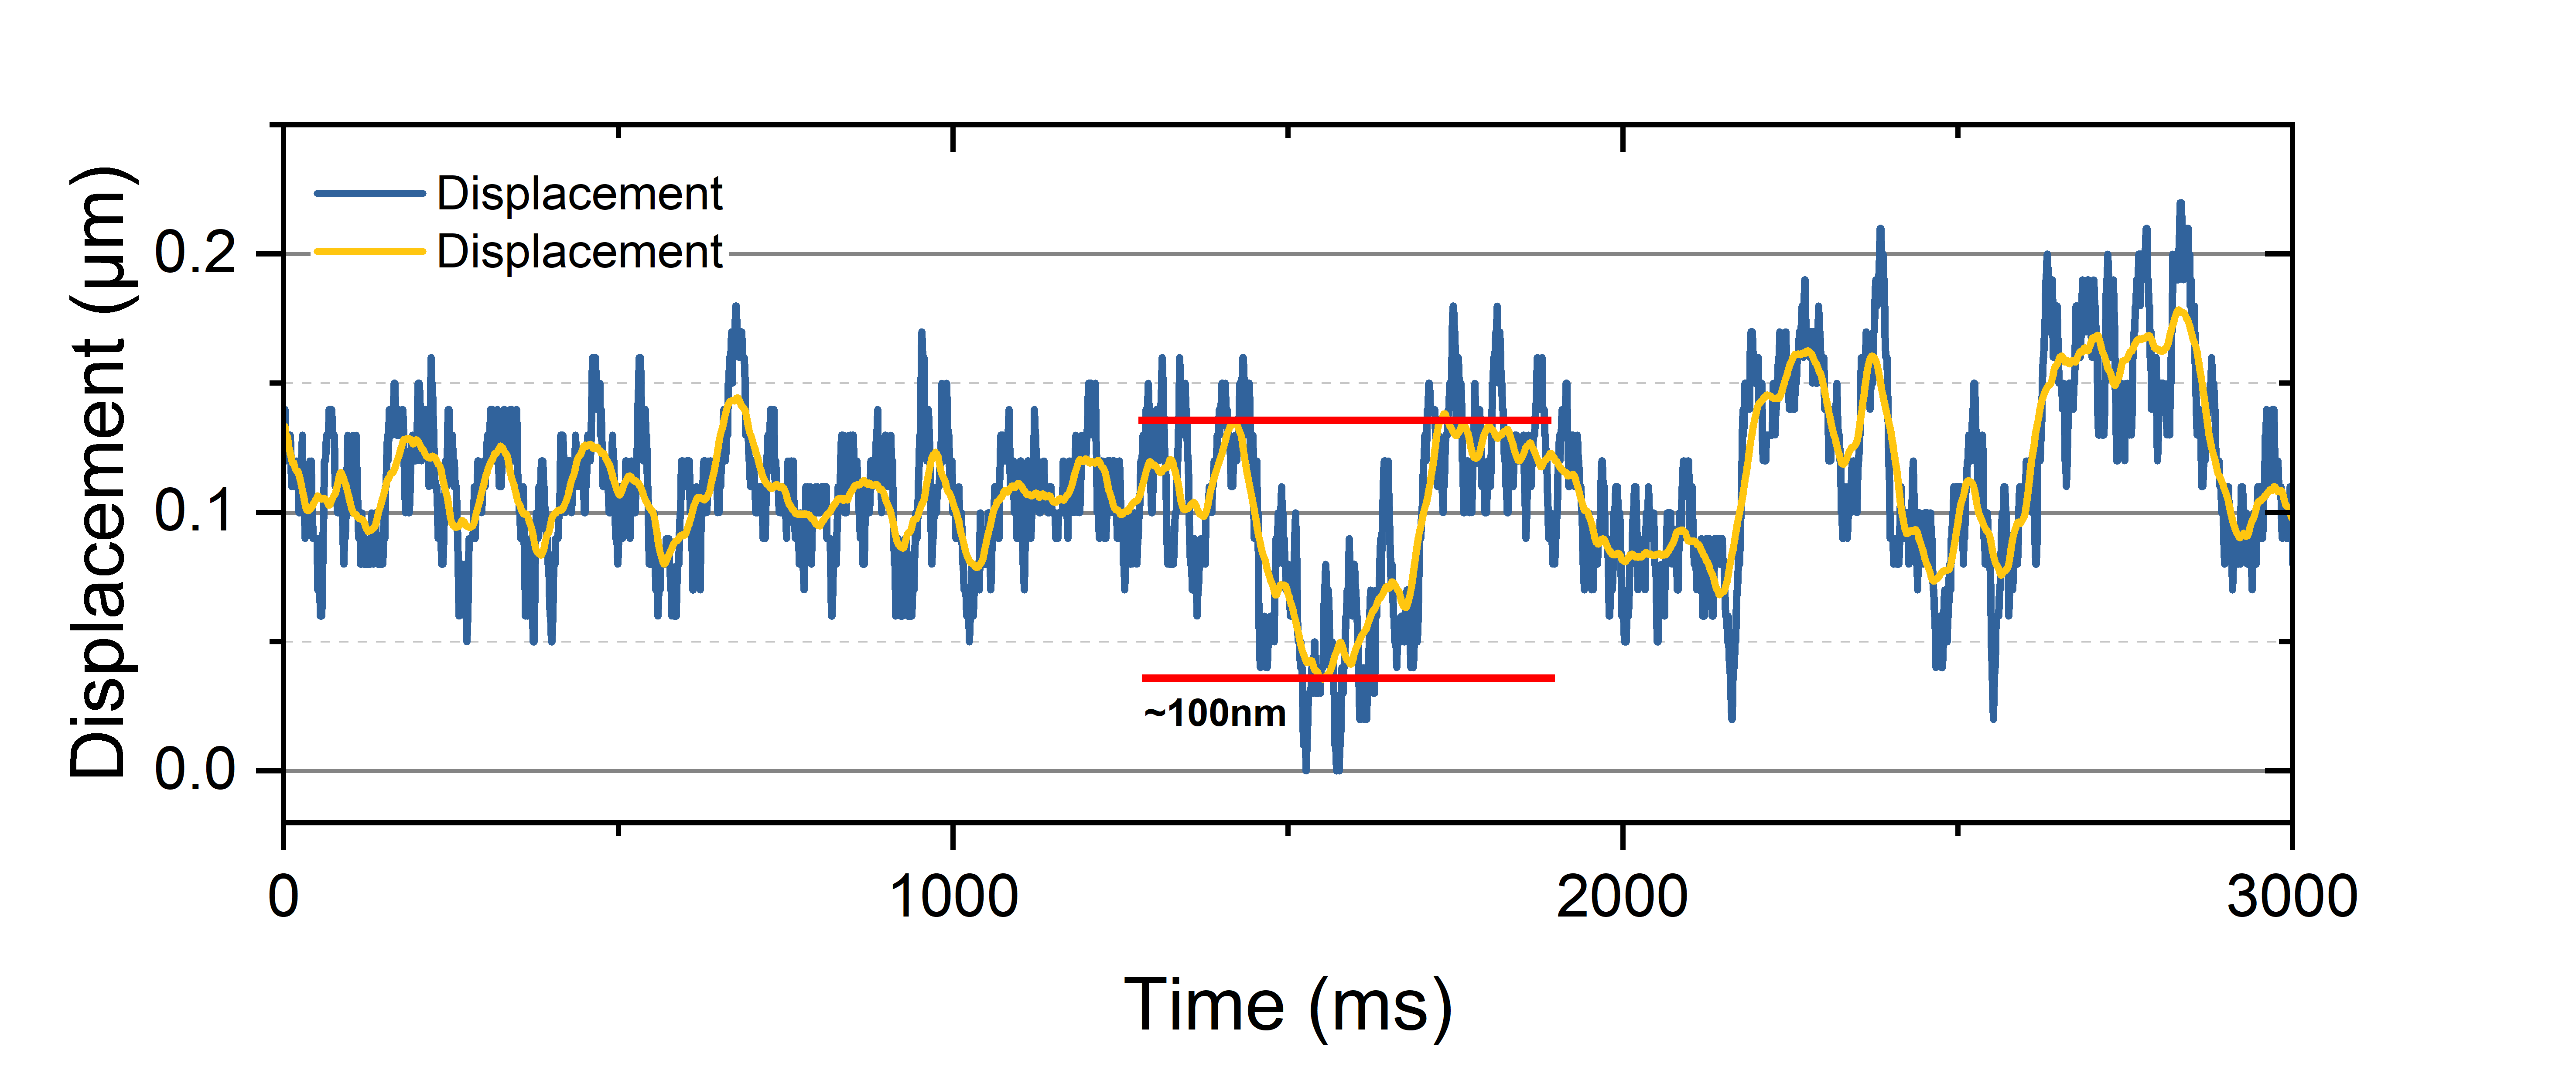 Displacement (μm)
Displacement
Displacement
0.2
0.1
0.0
~100nm
0
1000
2000
3000
Time (ms)